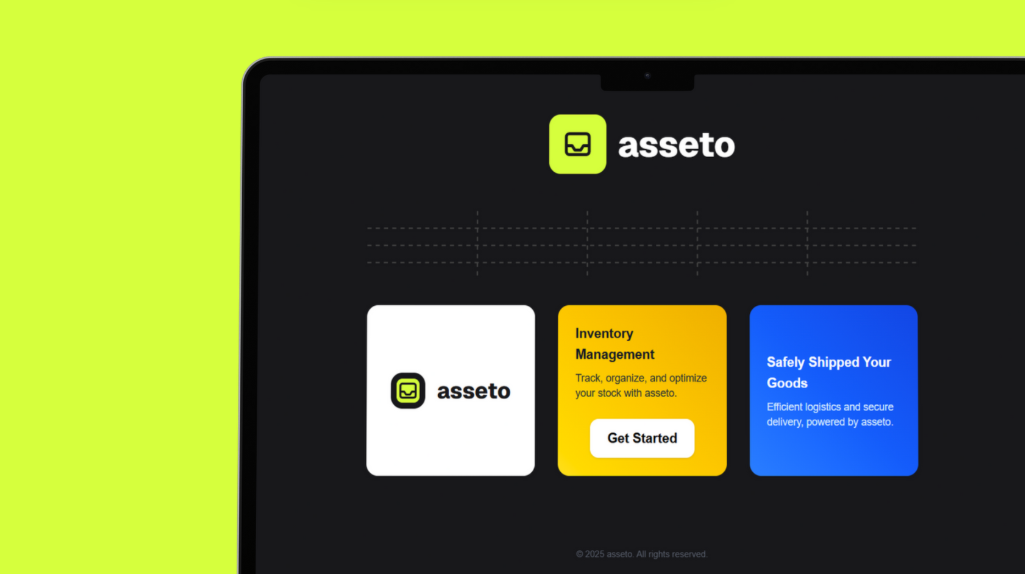 asseto
asseto
Inventory
Management
Track, organize, and optimize
your stock with asseto.
Get Started
Safely Shipped Your
Goods
Efficient logistics and secure
delivery, powered by asseto.
© 2025 asseto. All rights reserved.